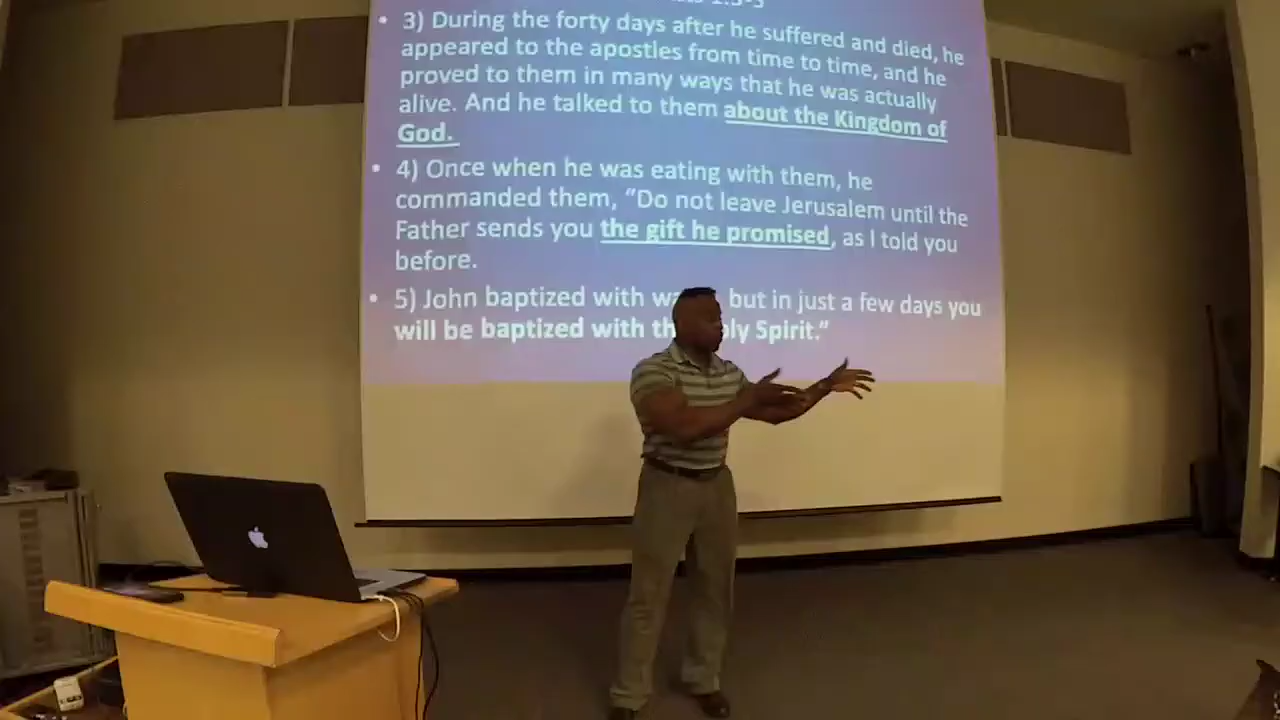 1:3-5
• 3) During the forty days after he suffered and died, he
appeared to the apostles from time to time, and he
proved to them in many ways that he was actually
alive. And he talked to them about the Kingdom of
God.
• 4) Once when he was eating with them, he
commanded them, “Do not leave Jerusalem until the
Father sends you the gift he promised, as I told you
before.
• 5) John baptized with but in just a few days you
will be baptized with Spirit.”